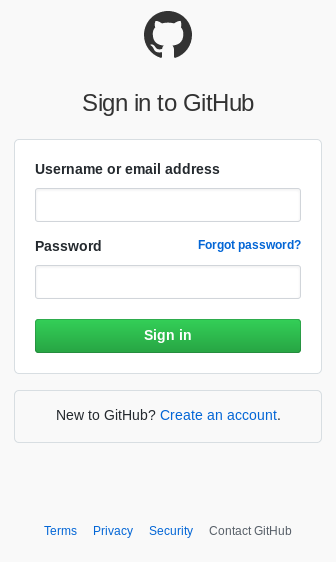 Sign in to GitHub
Username or email address
Password Forgot password?
Sign in
New to GitHub? Create an account.
Terms Privacy Security Contact GitHub